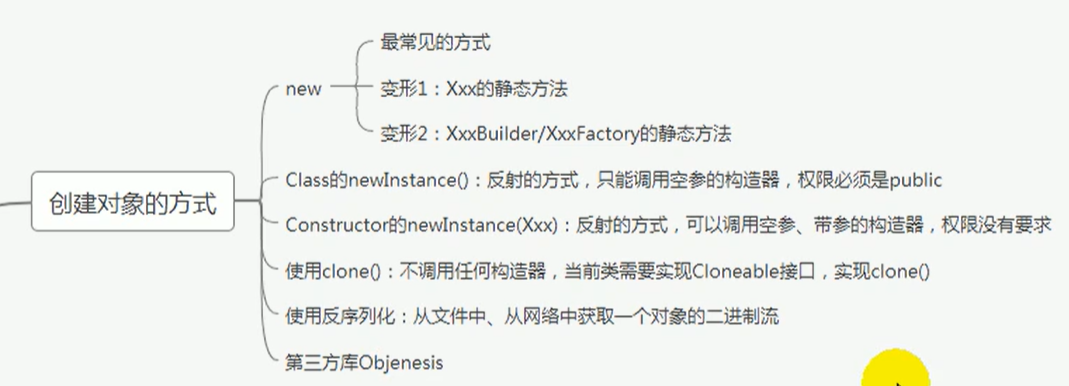 创建对象的方式
new
最常见的方式
变形1：Xxx的静态方法
变形2：XxxBuilder/XxxFactory的静态方法
Class的newInstance()：反射的方式，只能调用空参的构造器，权限必须是public
Constructor的newInstance(Xxx)：反射的方式，可以调用空参、带参的构造器，权限没有要求
使用clone()：不调用任何构造器，当前类需要实现Cloneable接口，实现clone()
使用反序列化：从文件中、从网络中获取一个对象的二进制流
第三方库Objenesis